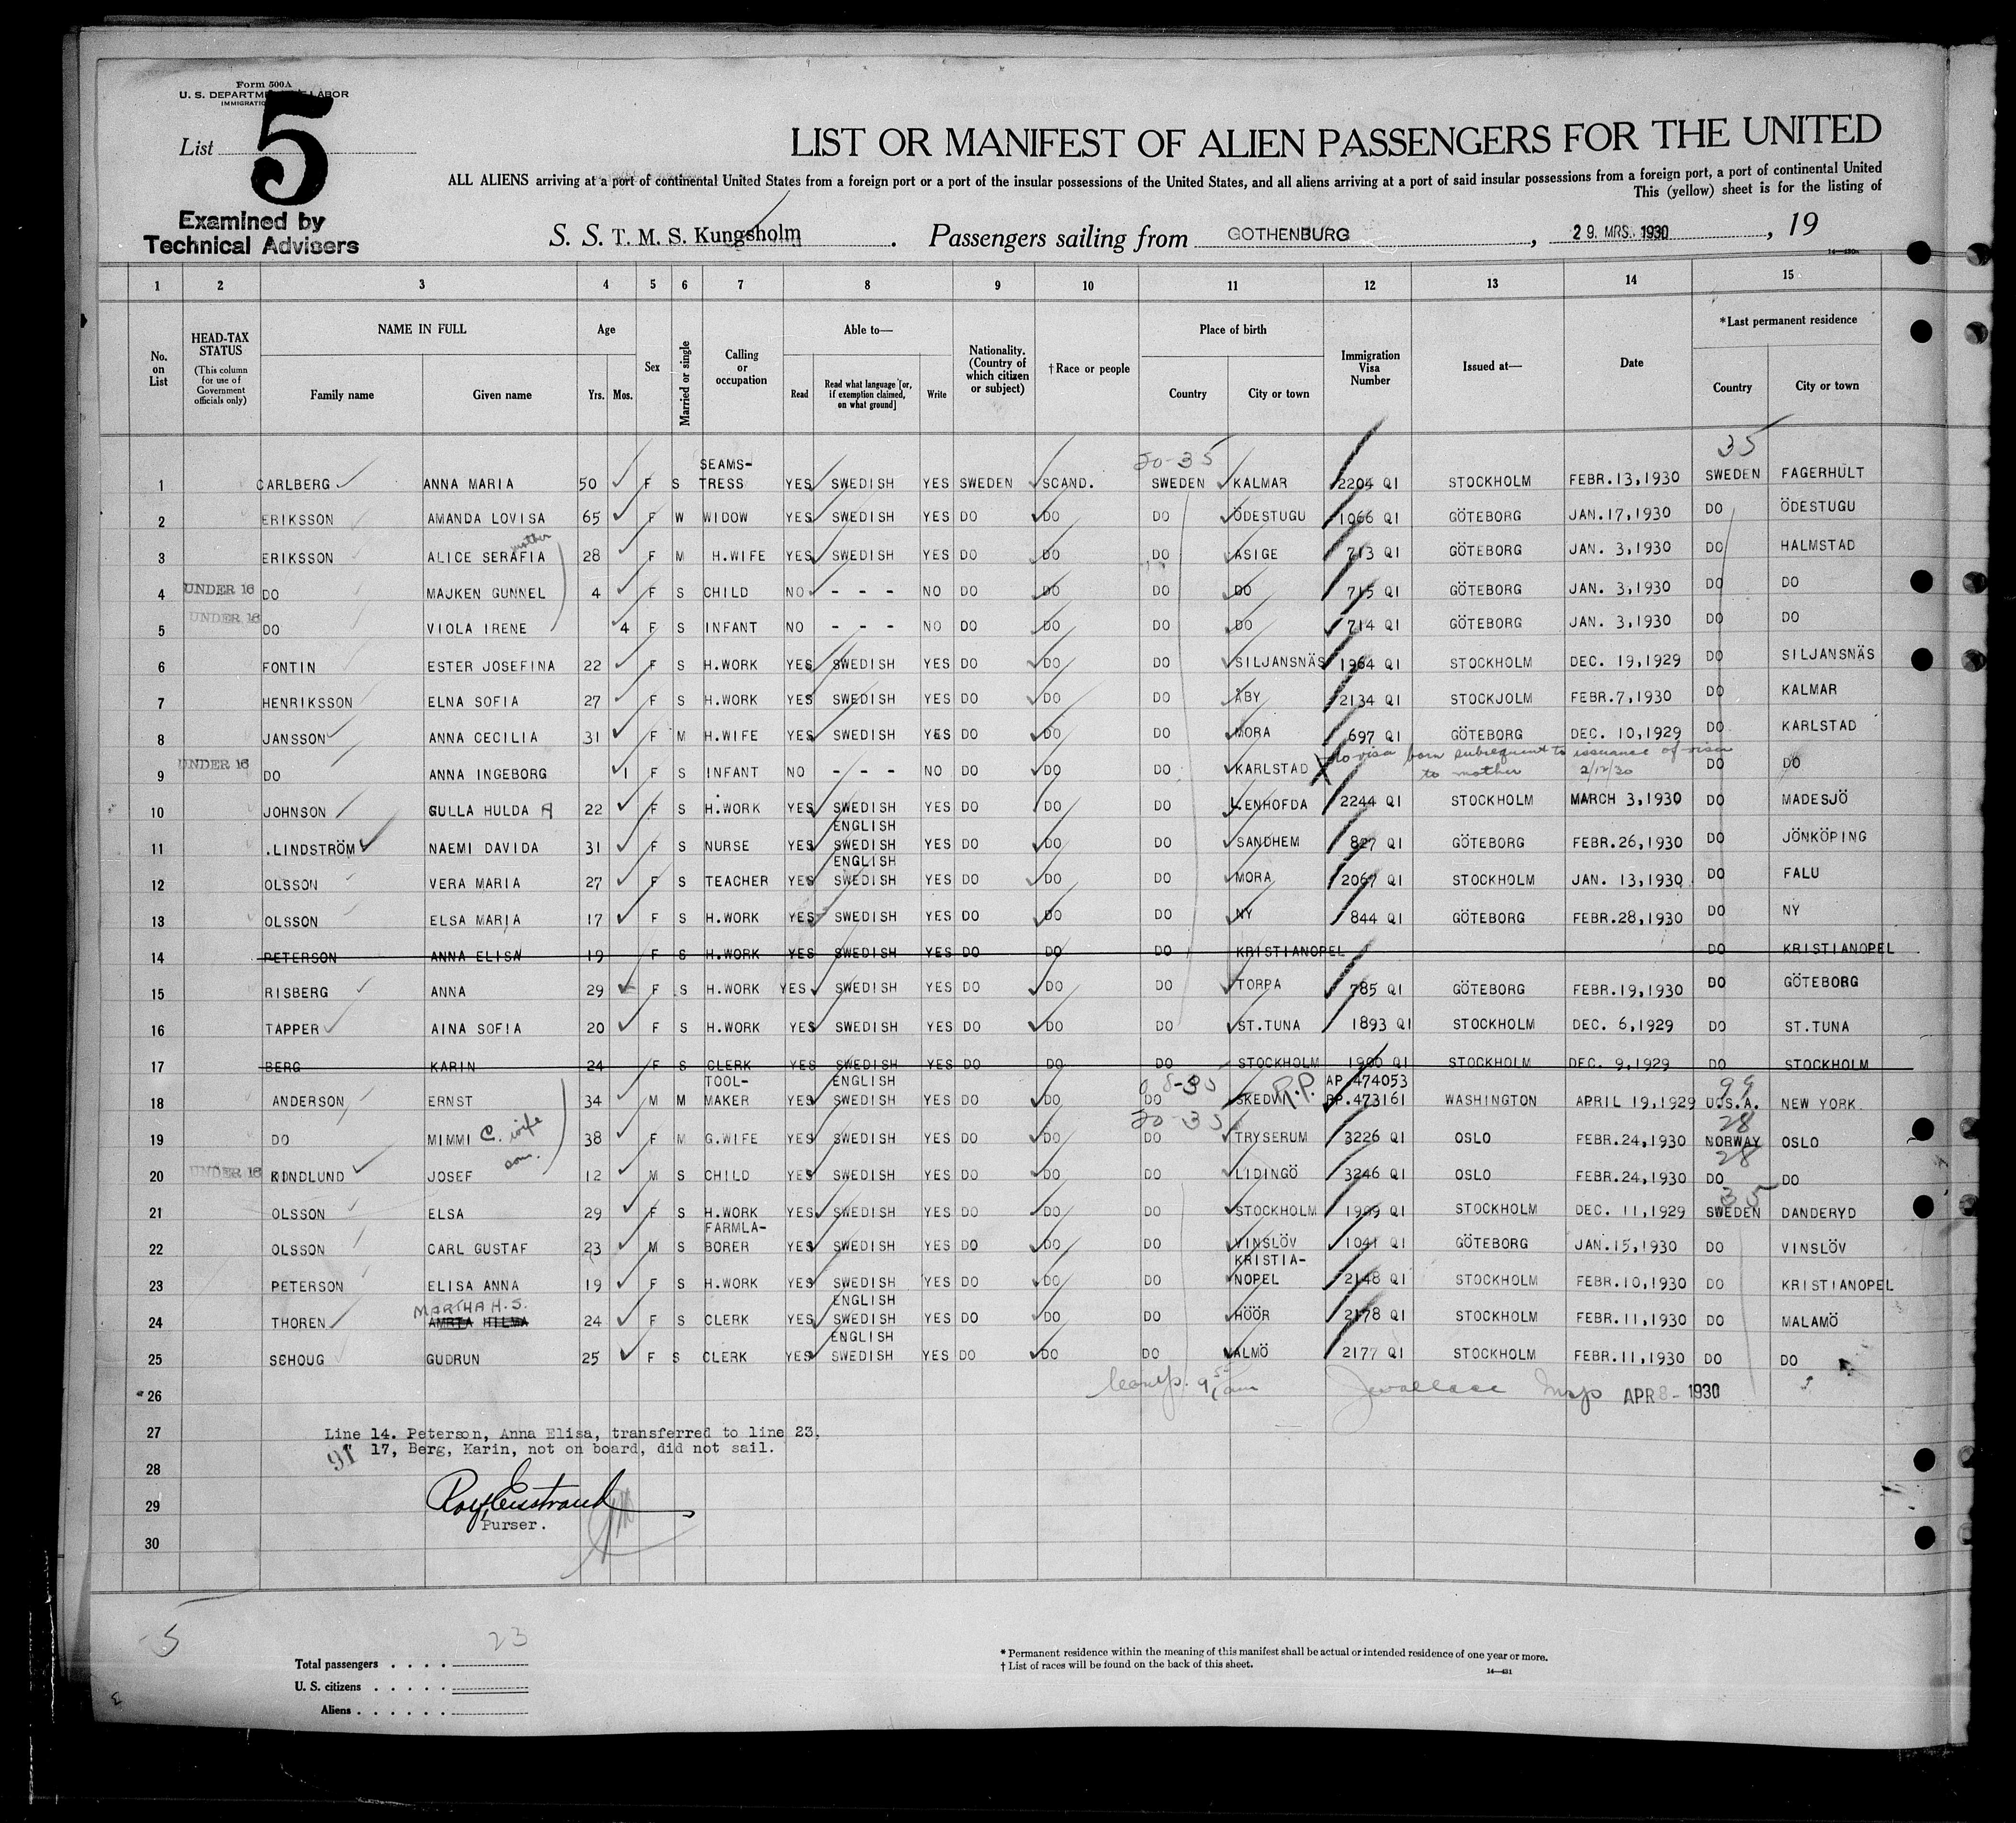 Form 500A
U. S. DEPARTMENT OF LABOR
IMMIGRATION
List 5
Examined by
Technical Advisers
LIST OR MANIFEST OF ALIEN PASSENGERS FOR THE UNITED
ALL ALIENS arriving at a port of continental United States from a foreign port or a port of the insular possessions of the United States, and all aliens arriving at a port of said insular possessions from a foreign port, a port of continental United
This (yellow) sheet is for the listing of
S. S. T. M. S. Kungsholm . Passengers sailing from GOTHENBURG , 29. MRS. 1930 , 19
14—430a
1 2 3 4 5 6 7 8 9 10 11 12 13 14 15
No. on List
HEAD-TAX STATUS (This column for use of Government officials only)
NAME IN FULL
Family name Given name
Age Yrs. Mos.
Sex
Married or single
Calling or occupation
Able to— Read Read what language [or, if exemption claimed, on what ground] Write
Nationality. (Country of which citizen or subject)
†Race or people
Place of birth Country City or town
Immigration Visa Number
Issued at—
Date
*Last permanent residence Country City or town
20-35 35
1 CARLBERG ANNA MARIA 50 F S SEAMS-TRESS YES SWEDISH YES SWEDEN SCAND. SWEDEN KALMAR 2204 QI STOCKHOLM FEBR.13,1930 SWEDEN FAGERHULT
2 ERIKSSON AMANDA LOVISA 65 F W WIDOW YES SWEDISH YES DO DO DO ÖDESTUGU 1066 QI GÖTEBORG JAN.17,1930 DO ÖDESTUGU
3 ERIKSSON ALICE SERAFIA mother 28 F M H.WIFE YES SWEDISH YES DO DO DO ASIGE 713 QI GÖTEBORG JAN. 3,1930 DO HALMSTAD
4 UNDER 16 DO MAJKEN GUNNEL 4 F S CHILD NO - - - NO DO DO DO DO 715 QI GÖTEBORG JAN. 3,1930 DO DO
5 UNDER 16 DO VIOLA IRENE 4 F S INFANT NO - - - NO DO DO DO DO 714 QI GÖTEBORG JAN. 3,1930 DO DO
6 FONTIN ESTER JOSEFINA 22 F S H.WORK YES SWEDISH YES DO DO DO SILJANSNÄS 1964 QI STOCKHOLM DEC. 19,1929 DO SILJANSNÄS
7 HENRIKSSON ELNA SOFIA 27 F S H.WORK YES SWEDISH YES DO DO DO ÅBY 2134 QI STOCKJOLM FEBR.7,1930 DO KALMAR
8 JANSSON ANNA CECILIA 31 F M H.WIFE YES SWEDISH YES DO DO DO MORA 697 QI GÖTEBORG DEC. 10,1929 DO KARLSTAD
9 UNDER 16 DO ANNA INGEBORG 1 F S INFANT NO - - - NO DO DO DO KARLSTAD No visa born subsequent to issuance of visa to mother 2/12/30 DO DO
10 JOHNSON GULLA HULDA A 22 F S H.WORK YES SWEDISH YES DO DO DO LENHOFDA 2244 QI STOCKHOLM MARCH 3,1930 DO MADESJÖ
11 .LINDSTRÖM NAEMI DAVIDA 31 F S NURSE YES ENGLISH SWEDISH YES DO DO DO SANDHEM 827 QI GÖTEBORG FEBR.26,1930 DO JÖNKÖPING
12 OLSSON VERA MARIA 27 F S TEACHER YES ENGLISH SWEDISH YES DO DO DO MORA 2067 QI STOCKHOLM JAN. 13,1930 DO FALU
13 OLSSON ELSA MARIA 17 F S H.WORK YES SWEDISH YES DO DO DO NY 844 QI GÖTEBORG FEBR.28,1930 DO NY
14 PETERSON ANNA ELISA 19 F S H.WORK YES SWEDISH YES DO DO DO KRISTIANOPEL DO KRISTIANOPEL
15 RISBERG ANNA 29 F S H.WORK YES SWEDISH YES DO DO DO TORPA 785 QI GÖTEBORG FEBR.19,1930 DO GÖTEBORG
16 TAPPER AINA SOFIA 20 F S H.WORK YES SWEDISH YES DO DO DO ST.TUNA 1893 QI STOCKHOLM DEC. 6,1929 DO ST.TUNA
17 BERG KARIN 24 F S CLERK YES SWEDISH YES DO DO DO STOCKHOLM 1900 QI STOCKHOLM DEC. 9,1929 DO STOCKHOLM
18 ANDERSON ERNST 34 M M TOOL-MAKER YES ENGLISH SWEDISH YES DO DO DO SKEDVI R.P. AP.474053 RP.473161 WASHINGTON APRIL 19,1929 99 U.S.A. NEW YORK
20-35 28
19 DO MIMMI C. wife 38 F M G.WIFE YES SWEDISH YES DO DO DO TRYSERUM 3226 QI OSLO FEBR.24,1930 NORWAY OSLO
28
20 UNDER 16 KINDLUND JOSEF son. 12 M S CHILD YES SWEDISH YES DO DO DO LIDINGÖ 3246 QI OSLO FEBR.24,1930 DO DO
35
21 OLSSON ELSA 29 F S H.WORK YES SWEDISH YES DO DO DO STOCKHOLM 1909 QI STOCKHOLM DEC. 11,1929 SWEDEN DANDERYD
22 OLSSON CARL GUSTAF 23 M S FARMLA-BORER YES SWEDISH YES DO DO DO VINSLÖV 1041 QI GÖTEBORG JAN.15,1930 DO VINSLÖV
23 PETERSON ELISA ANNA 19 F S H.WORK YES SWEDISH YES DO DO DO KRISTIA-NOPEL 2148 QI STOCKHOLM FEBR.10,1930 DO KRISTIANOPEL
MARTHA H. S.
24 THOREN AMRTA HILMA 24 F S CLERK YES ENGLISH SWEDISH YES DO DO DO HÖÖR 2178 QI STOCKHOLM FEBR.11,1930 DO MALAMÖ
25 SCHOUG GUDRUN 25 F S CLERK YES ENGLISH SWEDISH YES DO DO DO ALMÖ 2177 QI STOCKHOLM FEBR.11,1930 DO DO
26 Jwallace Insp APR 8- 1930
27 Line 14. Peterson, Anna Elisa, transferred to line 23.
17, Berg, Karin, not on board, did not sail.
91
28
29
Purser.
30
5
23
Total passengers . . . .
U. S. citizens . . . . .
Aliens . . . . . .
* Permanent residence within the meaning of this manifest shall be actual or intended residence of one year or more.
† List of races will be found on the back of this sheet.
14—431